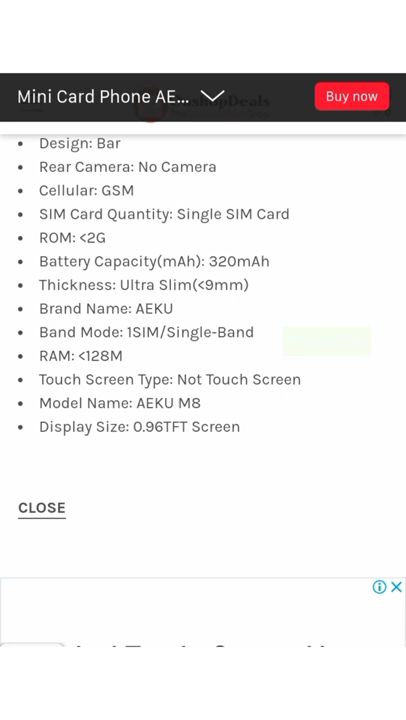 Mini Card Phone AE...
Deals
Buy now
Design: Bar
Rear Camera: No Camera
Cellular: GSM
SIM Card Quantity: Single SIM Card
ROM: <2G
Battery Capacity(mAh): 320mAh
Thickness: Ultra Slim(<9mm)
Brand Name: AEKU
Band Mode: 1SIM/Single-Band
RAM: <128M
Touch Screen Type: Not Touch Screen
Model Name: AEKU M8
Display Size: 0.96TFT Screen
CLOSE